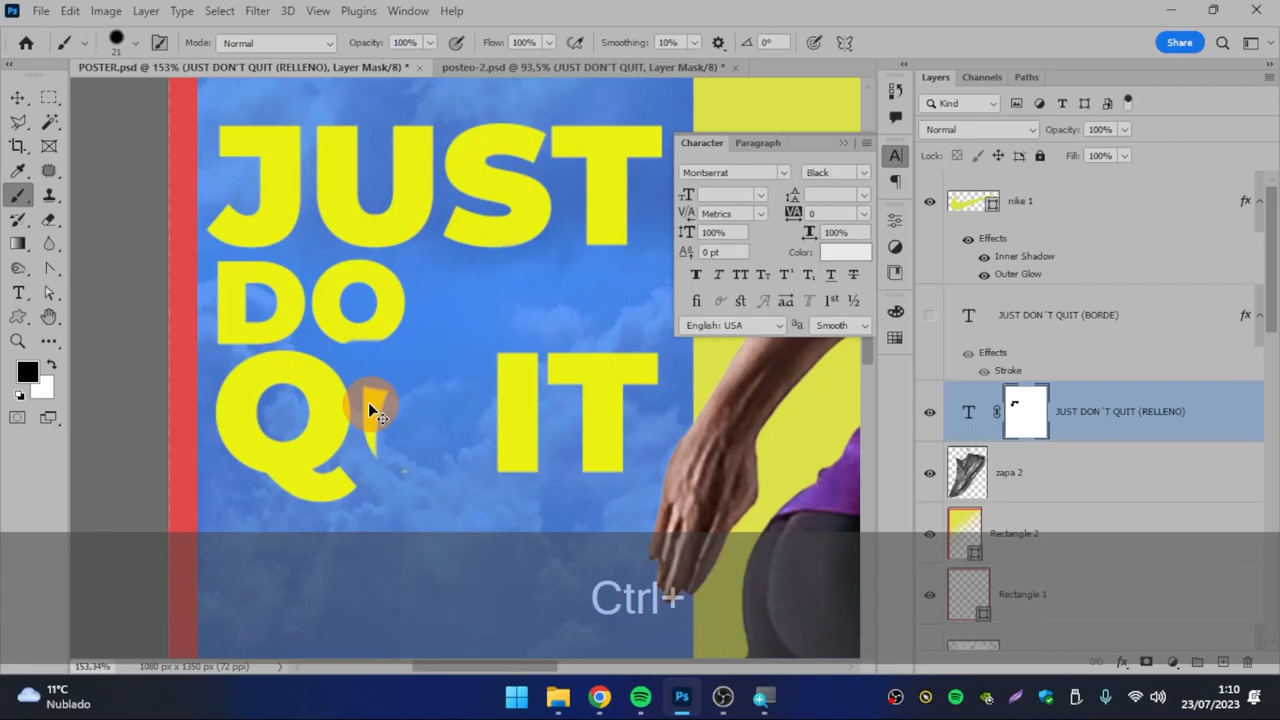 Ps File Edit Image Layer Type Select Filter 3D View Plugins Window Help
21 Mode: Normal Opacity: 100% Flow: 100% Smoothing: 10% 0° Share
POSTER.psd @ 153% (JUST DON´T QUIT (RELLENO), Layer Mask/8) * × posteo-2.psd @ 93,5% (JUST DON´T QUIT, Layer Mask/8) * ×
JUST
DO
Q IT
Character Paragraph
Montserrat Black
Metrics 0
100% 100%
0 pt Color:
English: USA Smooth
Layers Channels Paths
Kind
Normal Opacity: 100%
Lock: Fill: 100%
nike 1 fx
Effects
Inner Shadow
Outer Glow
JUST DON´T QUIT (BORDE) fx
Effects
Stroke
JUST DON´T QUIT (RELLENO)
zapa 2
Rectangle 2
Rectangle 1
Ctrl+
153,34% 1080 px x 1350 px (72 ppi)
11°C
Nublado
1:10
23/07/2023